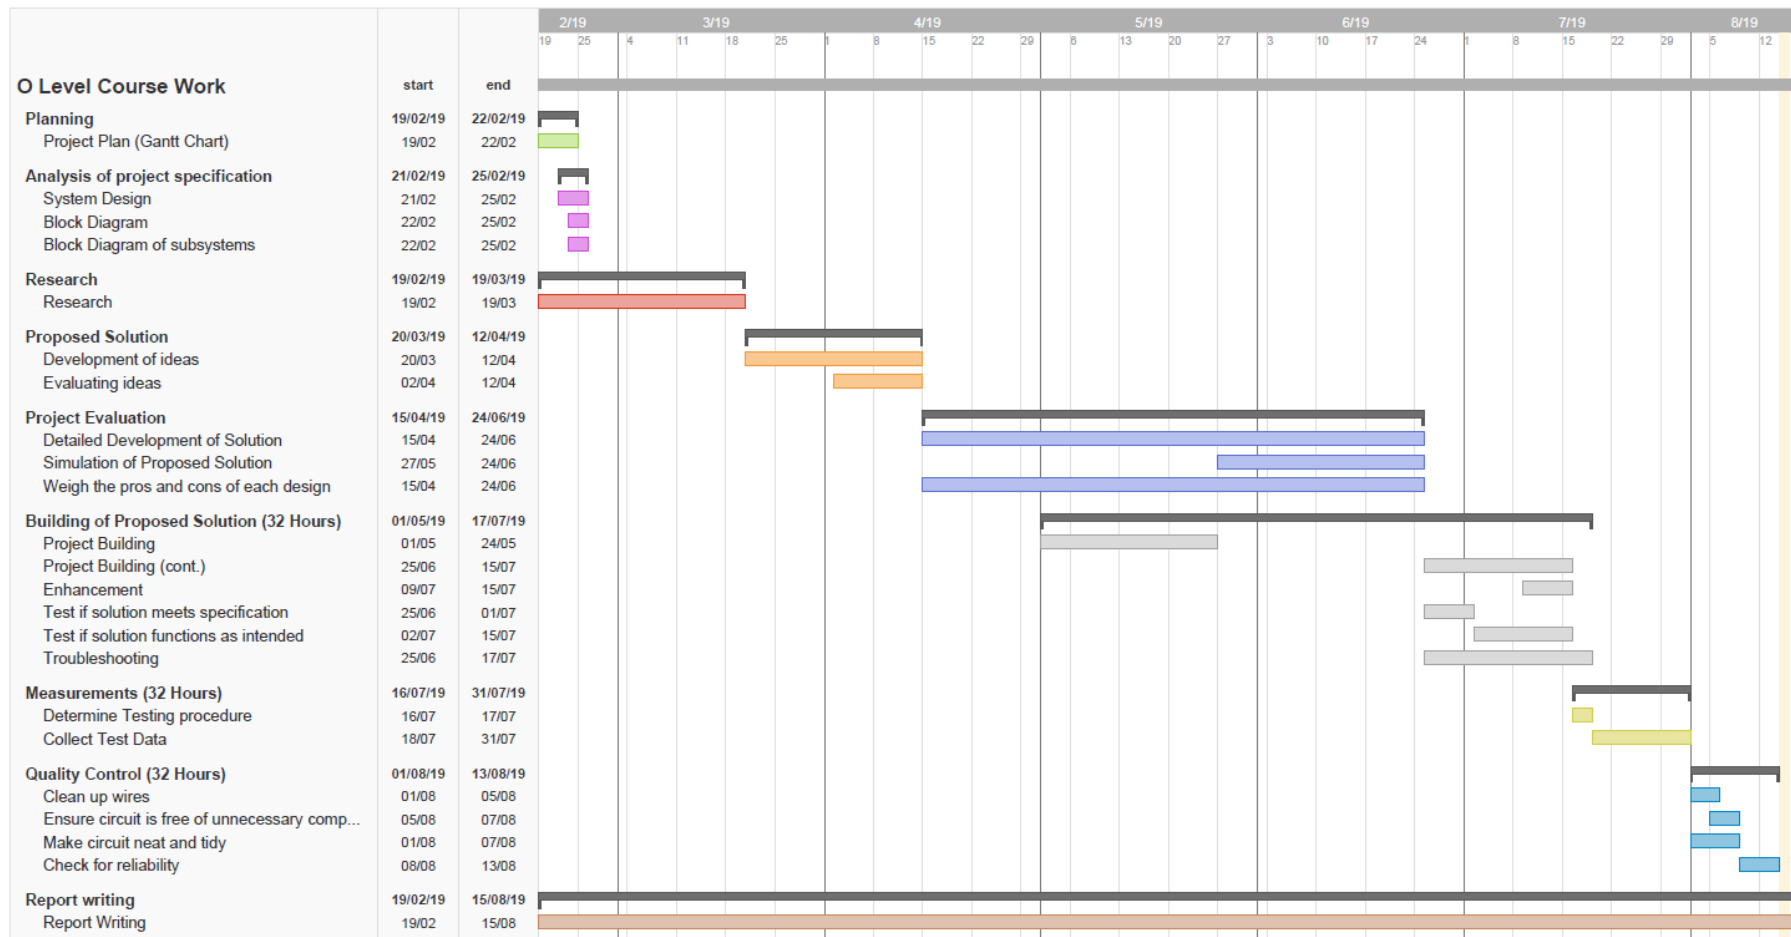 2/19 3/19 4/19 5/19 6/19 7/19 8/19
19 25 4 11 18 25 1 8 15 22 29 6 13 20 27 3 10 17 24 1 8 15 22 29 5 12
O Level Course Work start end
Planning 19/02/19 22/02/19
Project Plan (Gantt Chart) 19/02 22/02
Analysis of project specification 21/02/19 25/02/19
System Design 21/02 25/02
Block Diagram 22/02 25/02
Block Diagram of subsystems 22/02 25/02
Research 19/02/19 19/03/19
Research 19/02 19/03
Proposed Solution 20/03/19 12/04/19
Development of ideas 20/03 12/04
Evaluating ideas 02/04 12/04
Project Evaluation 15/04/19 24/06/19
Detailed Development of Solution 15/04 24/06
Simulation of Proposed Solution 27/05 24/06
Weigh the pros and cons of each design 15/04 24/06
Building of Proposed Solution (32 Hours) 01/05/19 17/07/19
Project Building 01/05 24/05
Project Building (cont.) 25/06 15/07
Enhancement 09/07 15/07
Test if solution meets specification 25/06 01/07
Test if solution functions as intended 02/07 15/07
Troubleshooting 25/06 17/07
Measurements (32 Hours) 16/07/19 31/07/19
Determine Testing procedure 16/07 17/07
Collect Test Data 18/07 31/07
Quality Control (32 Hours) 01/08/19 13/08/19
Clean up wires 01/08 05/08
Ensure circuit is free of unnecessary comp... 05/08 07/08
Make circuit neat and tidy 01/08 07/08
Check for reliability 08/08 13/08
Report writing 19/02/19 15/08/19
Report Writing 19/02 15/08